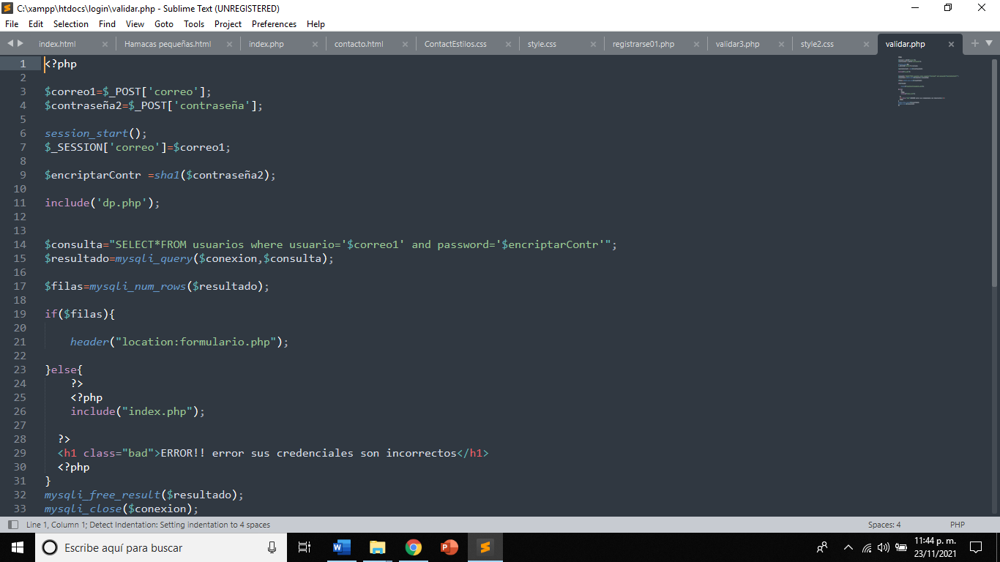 C:\xampp\htdocs\login\validar.php - Sublime Text (UNREGISTERED)
File Edit Selection Find View Goto Tools Project Preferences Help
index.html Hamacas pequeñas.html index.php contacto.html ContactEstilos.css style.css registrarse01.php validar3.php style2.css validar.php
1 <?php
2
3 $correo1=$_POST['correo'];
4 $contraseña2=$_POST['contraseña'];
5
6 session_start();
7 $_SESSION['correo']=$correo1;
8
9 $encriptarContr =sha1($contraseña2);
10
11 include('dp.php');
12
13
14 $consulta="SELECT*FROM usuarios where usuario='$correo1' and password='$encriptarContr'";
15 $resultado=mysqli_query($conexion,$consulta);
16
17 $filas=mysqli_num_rows($resultado);
18
19 if($filas){
20
21 header("location:formulario.php");
22
23 }else{
24 ?>
25 <?php
26 include("index.php");
27
28 ?>
29 <h1 class="bad">ERROR!! error sus credenciales son incorrectos</h1>
30 <?php
31 }
32 mysqli_free_result($resultado);
33 mysqli_close($conexion);
Line 1, Column 1; Detect Indentation: Setting indentation to 4 spaces Spaces: 4 PHP
Escribe aquí para buscar
11:44 p. m.
23/11/2021